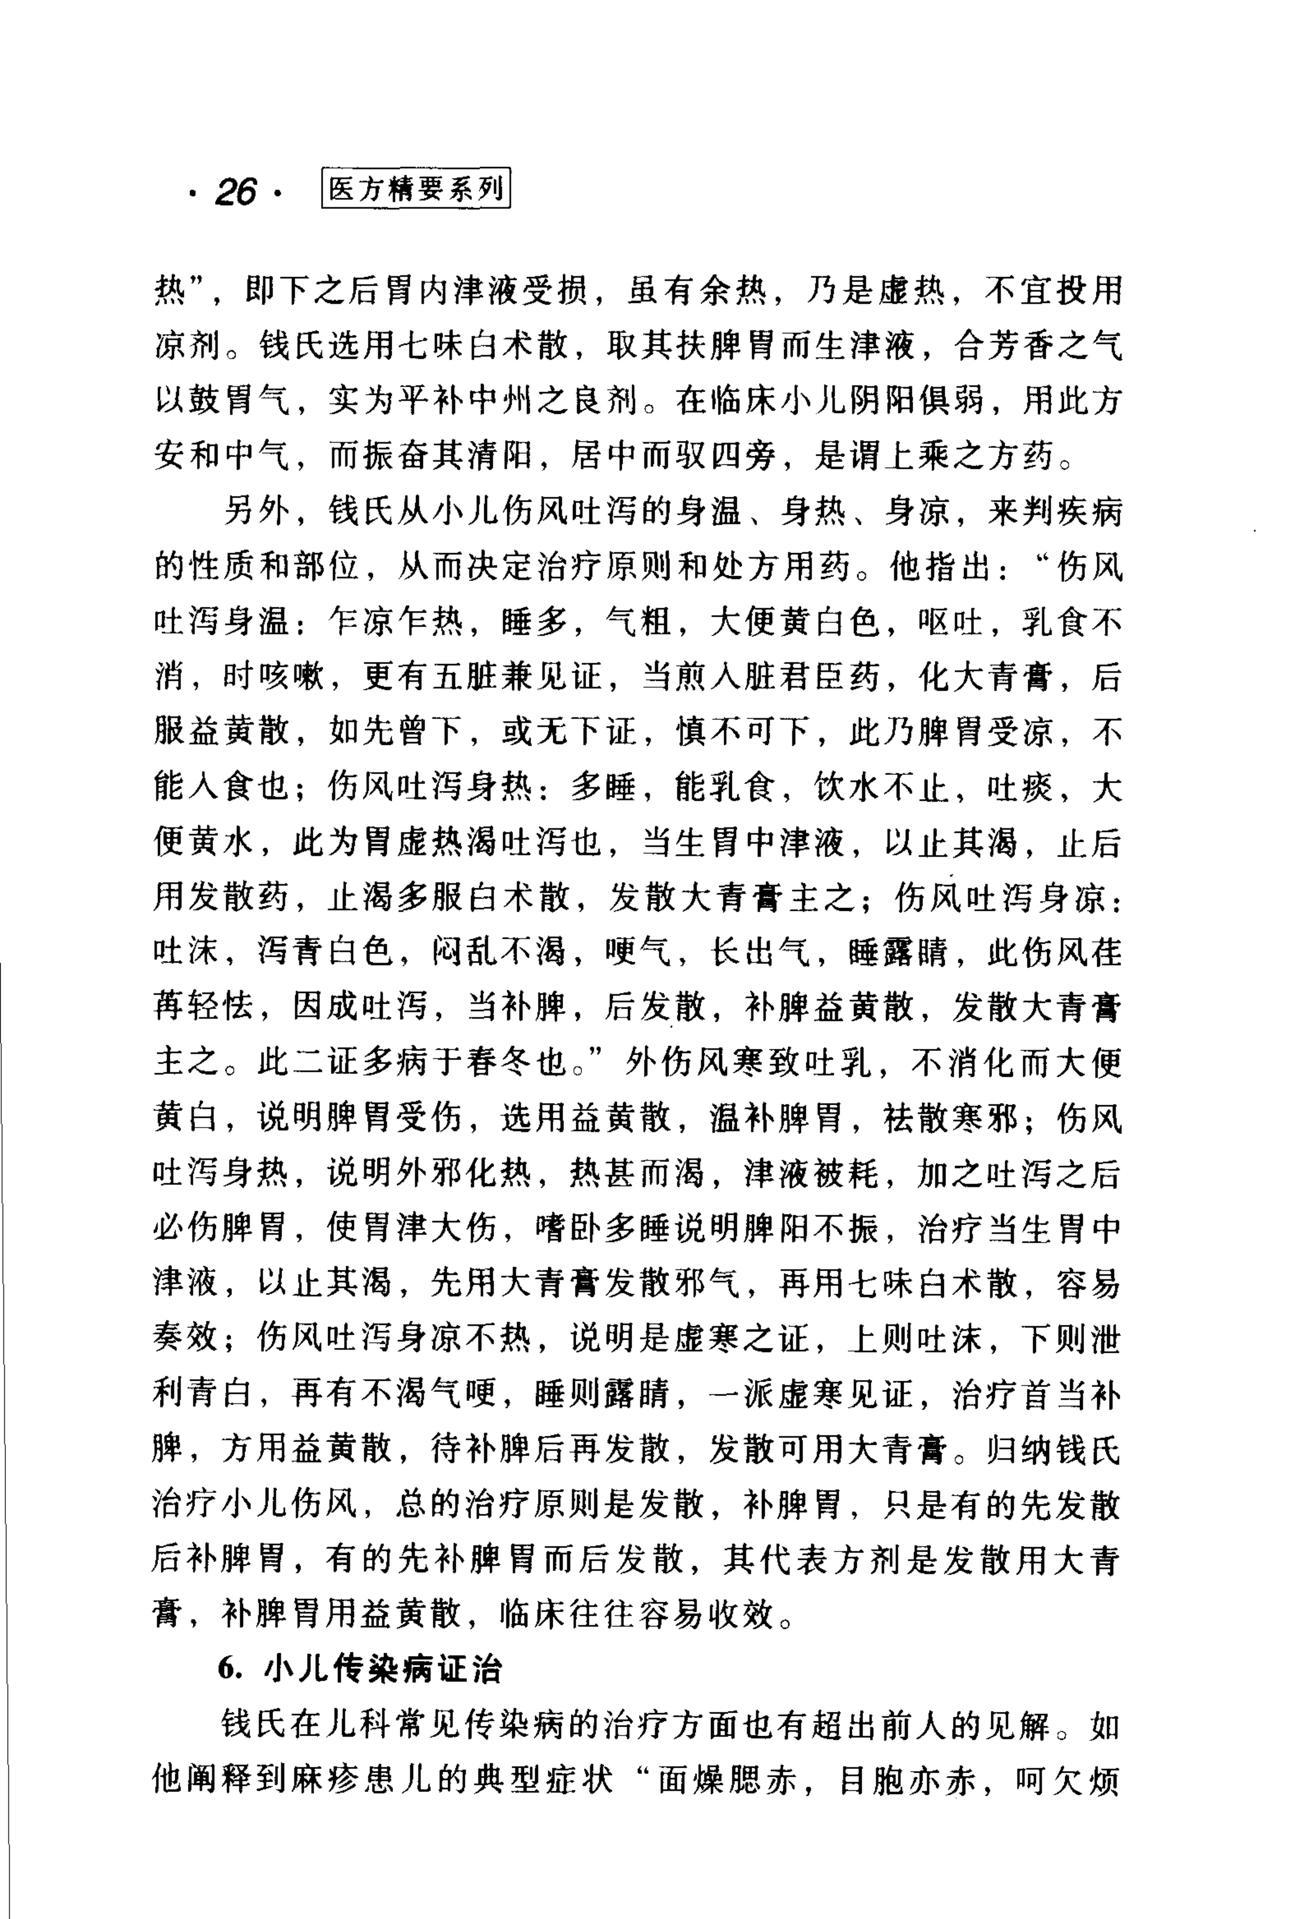 ·26· 医方精要系列
热”，即下之后胃内津液受损，虽有余热，乃是虚热，不宜投用
凉剂。钱氏选用七味白术散，取其扶脾胃而生津液，合芳香之气
以鼓胃气，实为平补中州之良剂。在临床小儿阴阳俱弱，用此方
安和中气，而振奋其清阳，居中而驭四旁，是谓上乘之方药。
另外，钱氏从小儿伤风吐泻的身温、身热、身凉，来判疾病
的性质和部位，从而决定治疗原则和处方用药。他指出：“伤风
吐泻身温：乍凉乍热，睡多，气粗，大便黄白色，呕吐，乳食不
消，时咳嗽，更有五脏兼见证，当煎入脏君臣药，化大青膏，后
服益黄散，如先曾下，或无下证，慎不可下，此乃脾胃受凉，不
能入食也；伤风吐泻身热：多睡，能乳食，饮水不止，吐痰，大
便黄水，此为胃虚热渴吐泻也，当生胃中津液，以止其渴，止后
用发散药，止渴多服白术散，发散大青膏主之；伤风吐泻身凉：
吐沫，泻青白色，闷乱不渴，哽气，长出气，睡露睛，此伤风荏
苒轻怯，因成吐泻，当补脾，后发散，补脾益黄散，发散大青膏
主之。此二证多病于春冬也。”外伤风寒致吐乳，不消化而大便
黄白，说明脾胃受伤，选用益黄散，温补脾胃，祛散寒邪；伤风
吐泻身热，说明外邪化热，热甚而渴，津液被耗，加之吐泻之后
必伤脾胃，使胃津大伤，嗜卧多睡说明脾阳不振，治疗当生胃中
津液，以止其渴，先用大青膏发散邪气，再用七味白术散，容易
奏效；伤风吐泻身凉不热，说明是虚寒之证，上则吐沫，下则泄
利青白，再有不渴气哽，睡则露睛，一派虚寒见证，治疗首当补
脾，方用益黄散，待补脾后再发散，发散可用大青膏。归纳钱氏
治疗小儿伤风，总的治疗原则是发散，补脾胃，只是有的先发散
后补脾胃，有的先补脾胃而后发散，其代表方剂是发散用大青
膏，补脾胃用益黄散，临床往往容易收效。
6. 小儿传染病证治
钱氏在儿科常见传染病的治疗方面也有超出前人的见解。如
他阐释到麻疹患儿的典型症状“面燥腮赤，目胞亦赤，呵欠烦